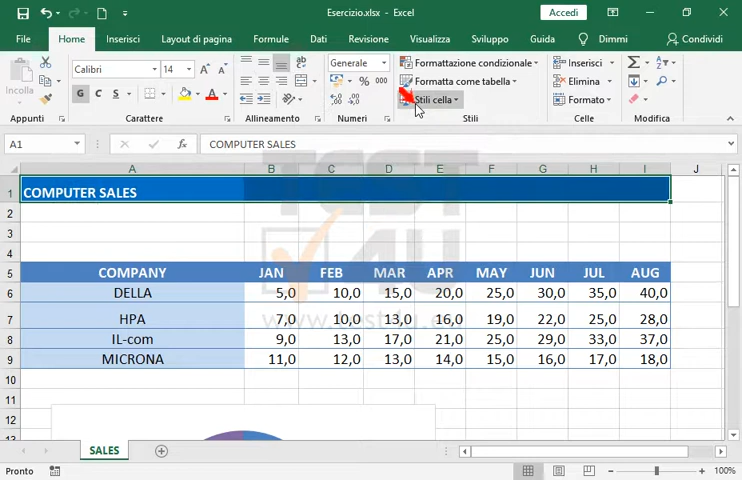 Esercizio.xlsx - Excel
Accedi
File Home Inserisci Layout di pagina Formule Dati Revisione Visualizza Sviluppo Guida Dimmi Condividi
Incolla
Calibri 14
G C S
Generale
% 000
Formattazione condizionale
Formatta come tabella
Stili cella
Inserisci
Elimina
Formato
Appunti Carattere Allineamento Numeri Stili Celle Modifica
A1 fx COMPUTER SALES
A B C D E F G H I J
1 COMPUTER SALES
2
3
4
5 COMPANY JAN FEB MAR APR MAY JUN JUL AUG
6 DELLA 5,0 10,0 15,0 20,0 25,0 30,0 35,0 40,0
7 HPA 7,0 10,0 13,0 16,0 19,0 22,0 25,0 28,0
8 IL-com 9,0 13,0 17,0 21,0 25,0 29,0 33,0 37,0
9 MICRONA 11,0 12,0 13,0 14,0 15,0 16,0 17,0 18,0
10
11
12
13
TEST
4U
www.test4u.eu
SALES
Pronto 100%